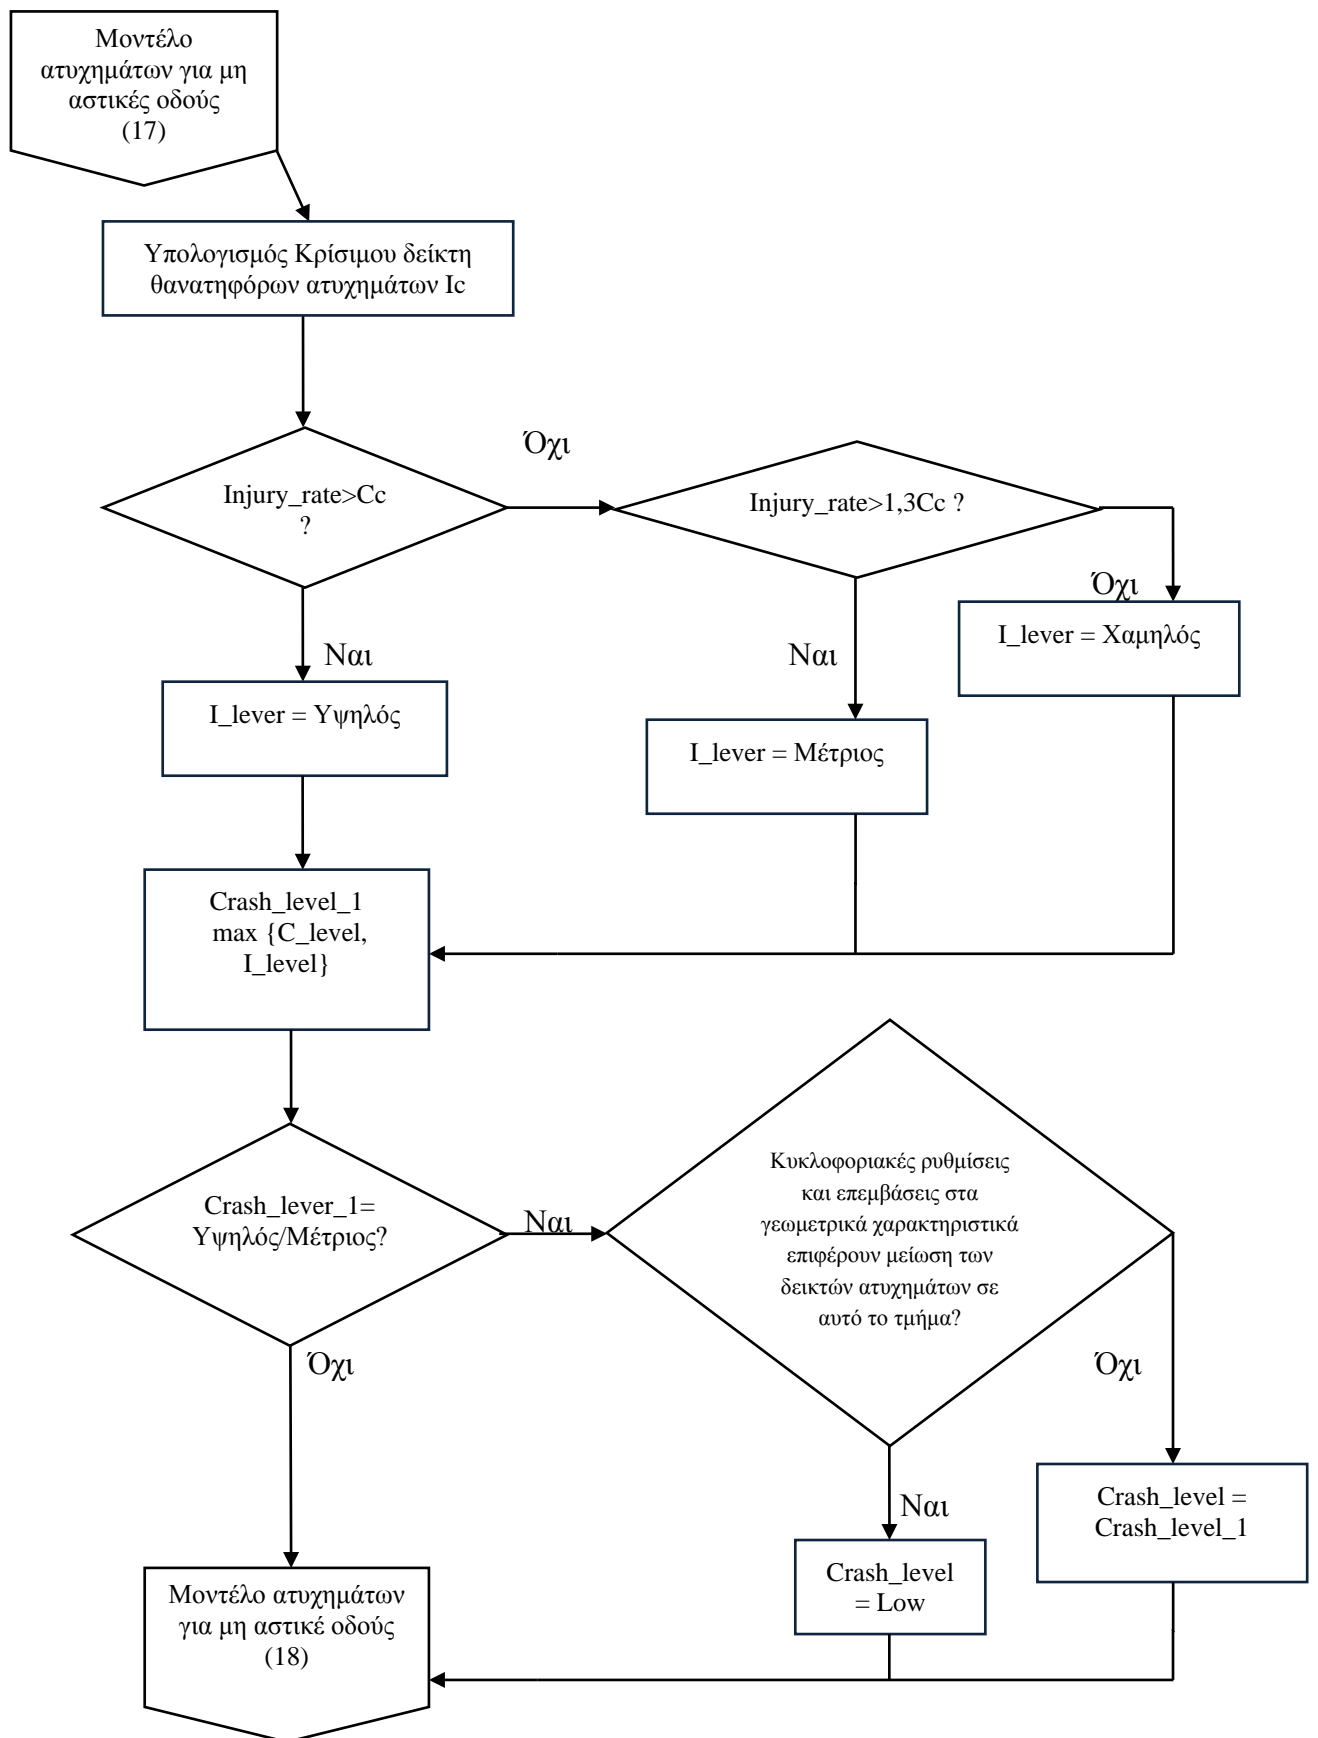 Μοντέλο
ατυχημάτων για μη
αστικές οδούς
(17)
Υπολογισμός Κρίσιμου δείκτη
θανατηφόρων ατυχημάτων Ic
Injury_rate>Cc
?
Όχι
Injury_rate>1,3Cc ?
Όχι
I_lever = Χαμηλός
Ναι
Ναι
I_lever = Υψηλός
I_lever = Μέτριος
Crash_level_1
max {C_level,
I_level}
Crash_lever_1=
Υψηλός/Μέτριος?
Ναι
Κυκλοφοριακές ρυθμίσεις
και επεμβάσεις στα
γεωμετρικά χαρακτηριστικά
επιφέρουν μείωση των
δεικτών ατυχημάτων σε
αυτό το τμήμα?
Όχι
Όχι
Ναι
Crash_level =
Crash_level_1
Crash_level
= Low
Μοντέλο ατυχημάτων
για μη αστικέ οδούς
(18)